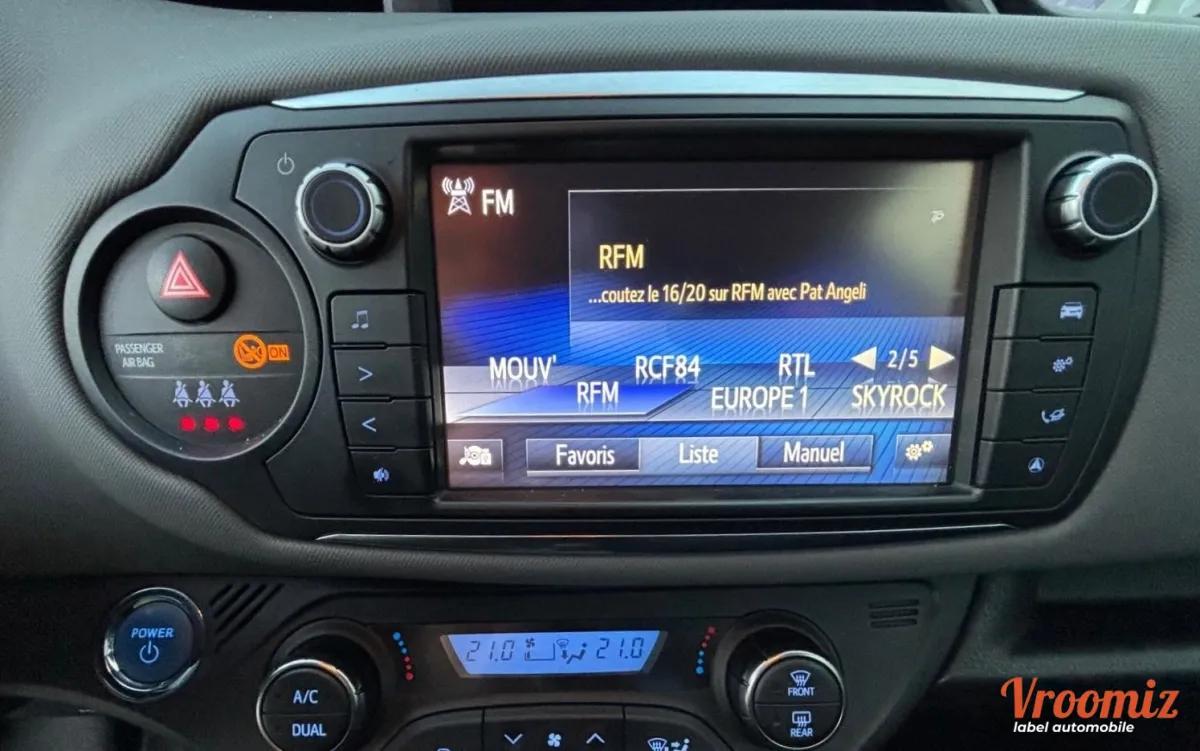 FM
RFM
...coutez le 16/20 sur RFM avec Pat Angeli
MOUV' RCF84 RTL 2/5
RFM EUROPE 1 SKYROCK
Favoris Liste Manuel
PASSENGER
AIR BAG
ON
POWER
21.0 21.0
A/C
DUAL
FRONT
REAR
Vroomiz
label automobile